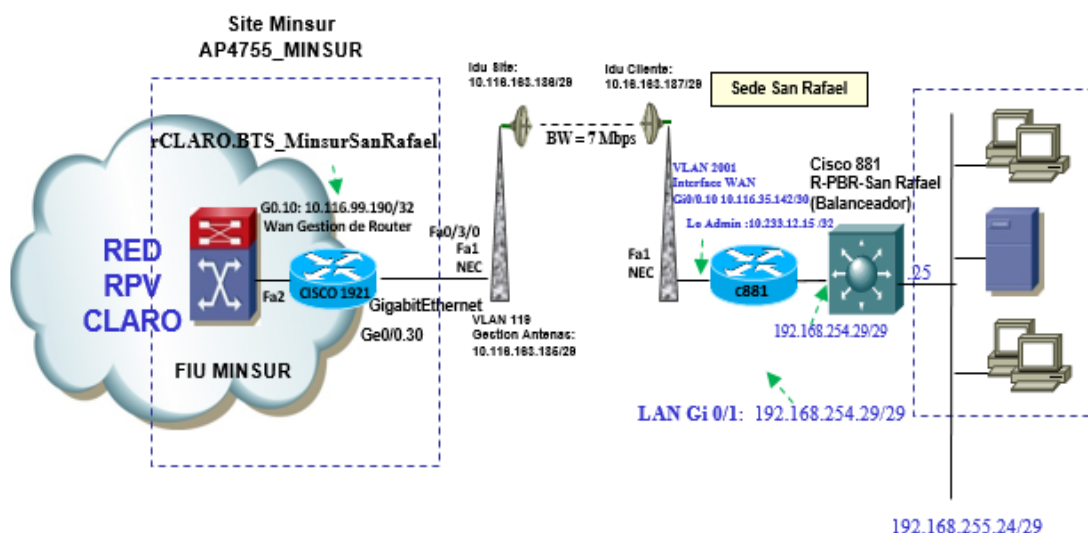 Site Minsur
AP4755_MINSUR
Idu Site:
10.116.163.136/29
Idu Cliente:
10.16.163.137/29
Sede San Rafael
rCLARO.BTS_MinsurSanRafael
BW = 7 Mbps
VLAN 2001
Interface WAN
Gi0/0.10 10.116.35.142/30
Cisco 881
R-PBR-San Rafael
(Balanceador)
G0.10: 10.116.99.190/32
Wan Gestion de Router
Lo Admin :10.233.12.15 /32
Fa0/3/0
Fa1
NEC
Fa1
NEC
RED
RPV
CLARO
Fa2
CISCO 1921
GigabitEthernet
Ge0/0.30
c881
.25
VLAN 119
Gestion Antenas:
10.116.163.135/29
192.168.254.29/29
FIU MINSUR
LAN Gi 0/1: 192.168.254.29/29
192.168.255.24/29